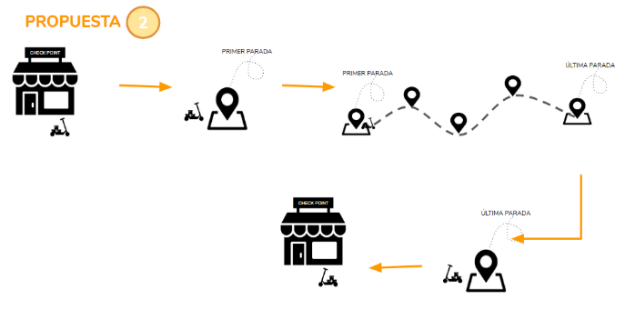 PROPUESTA 2
CHECK POINT
PRIMER PARADA
PRIMER PARADA
ÚLTIMA PARADA
CHECK POINT
ÚLTIMA PARADA